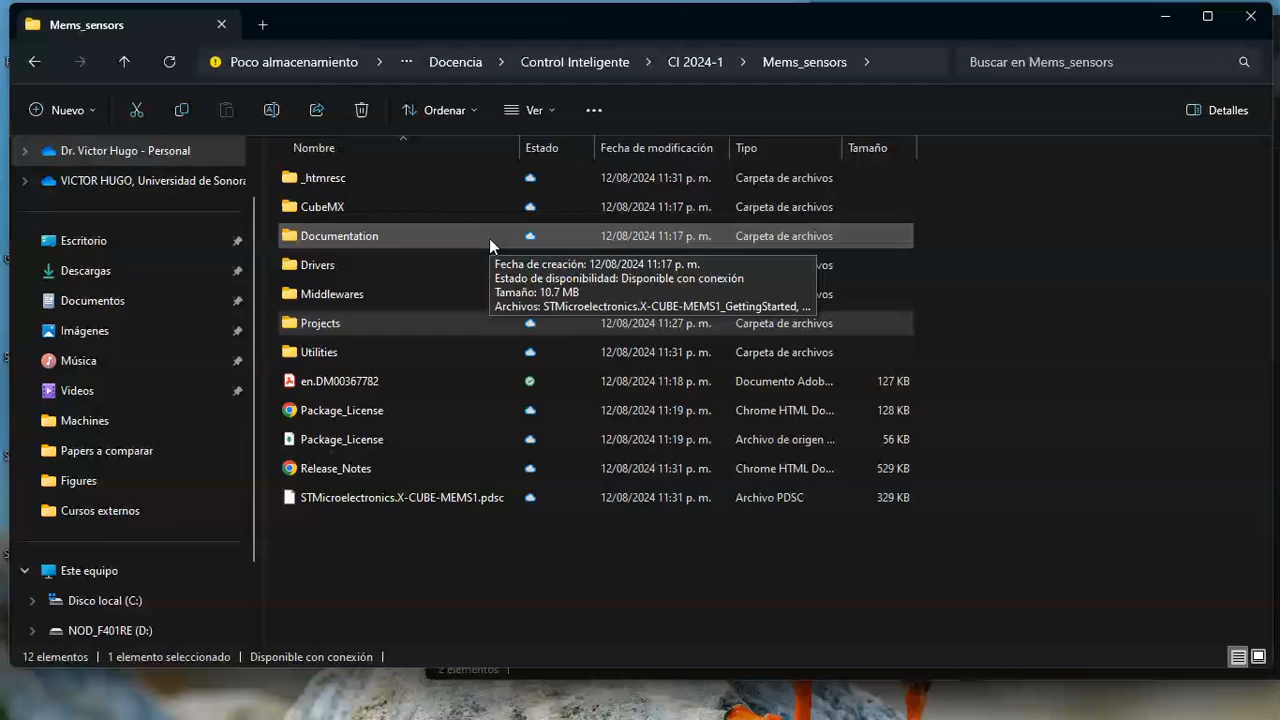 Mems_sensors
Poco almacenamiento
Docencia
Control Inteligente
CI 2024-1
Mems_sensors
Buscar en Mems_sensors
Nuevo
Ordenar
Ver
Detalles
Dr. Victor Hugo - Personal
VICTOR HUGO, Universidad de Sonora
Escritorio
Descargas
Documentos
Imágenes
Música
Videos
Machines
Papers a comparar
Figures
Cursos externos
Este equipo
Disco local (C:)
NOD_F401RE (D:)
Nombre Estado Fecha de modificación Tipo Tamaño
_htmresc 12/08/2024 11:31 p. m. Carpeta de archivos
CubeMX 12/08/2024 11:17 p. m. Carpeta de archivos
Documentation 12/08/2024 11:17 p. m. Carpeta de archivos
Drivers
Middlewares
Fecha de creación: 12/08/2024 11:17 p. m.
Estado de disponibilidad: Disponible con conexión
Tamaño: 10.7 MB
Archivos: STMicroelectronics.X-CUBE-MEMS1_GettingStarted, ...
Projects 12/08/2024 11:27 p. m. Carpeta de archivos
Utilities 12/08/2024 11:31 p. m. Carpeta de archivos
en.DM00367782 12/08/2024 11:18 p. m. Documento Adob... 127 KB
Package_License 12/08/2024 11:19 p. m. Chrome HTML Do... 128 KB
Package_License 12/08/2024 11:19 p. m. Archivo de origen ... 56 KB
Release_Notes 12/08/2024 11:31 p. m. Chrome HTML Do... 529 KB
STMicroelectronics.X-CUBE-MEMS1.pdsc 12/08/2024 11:31 p. m. Archivo PDSC 329 KB
12 elementos 1 elemento seleccionado Disponible con conexión
2 elementos